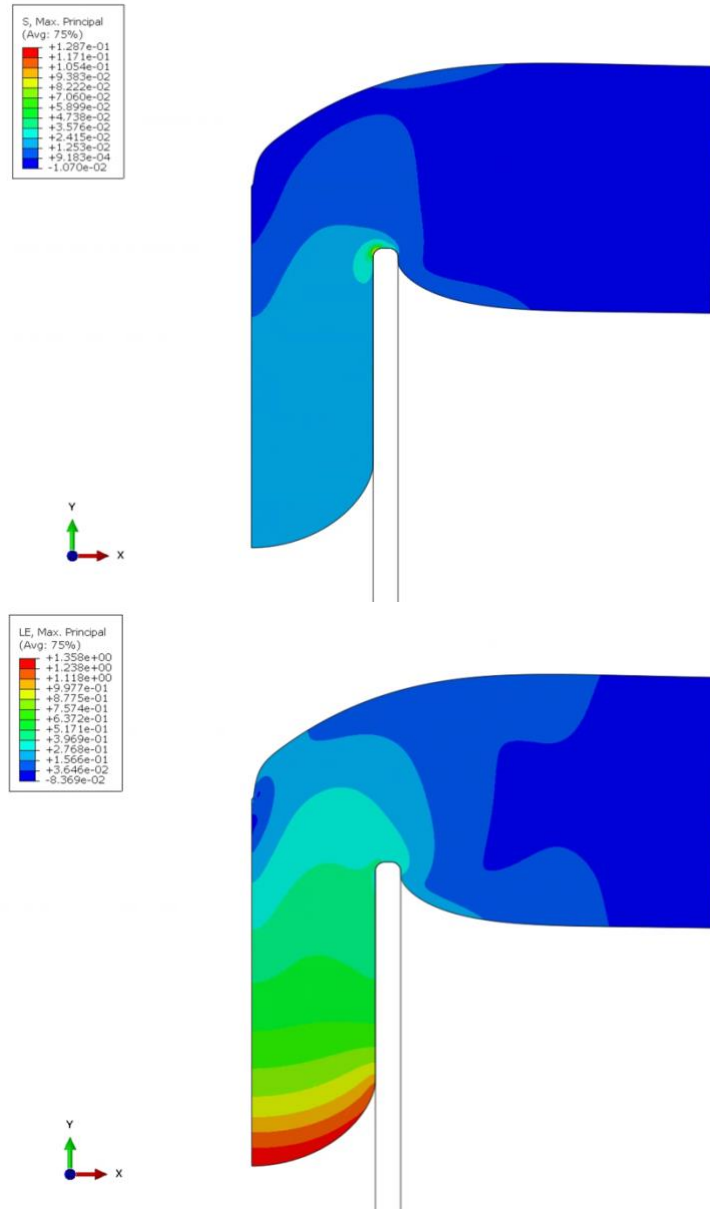 S, Max. Principal
(Avg: 75%)
+1.287e-01
+1.171e-01
+1.054e-01
+9.383e-02
+8.222e-02
+7.060e-02
+5.899e-02
+4.738e-02
+3.576e-02
+2.415e-02
+1.253e-02
+9.183e-04
-1.070e-02
Y
X
LE, Max. Principal
(Avg: 75%)
+1.358e+00
+1.238e+00
+1.118e+00
+9.977e-01
+8.775e-01
+7.574e-01
+6.372e-01
+5.171e-01
+3.969e-01
+2.768e-01
+1.566e-01
+3.646e-02
-8.369e-02
Y
X